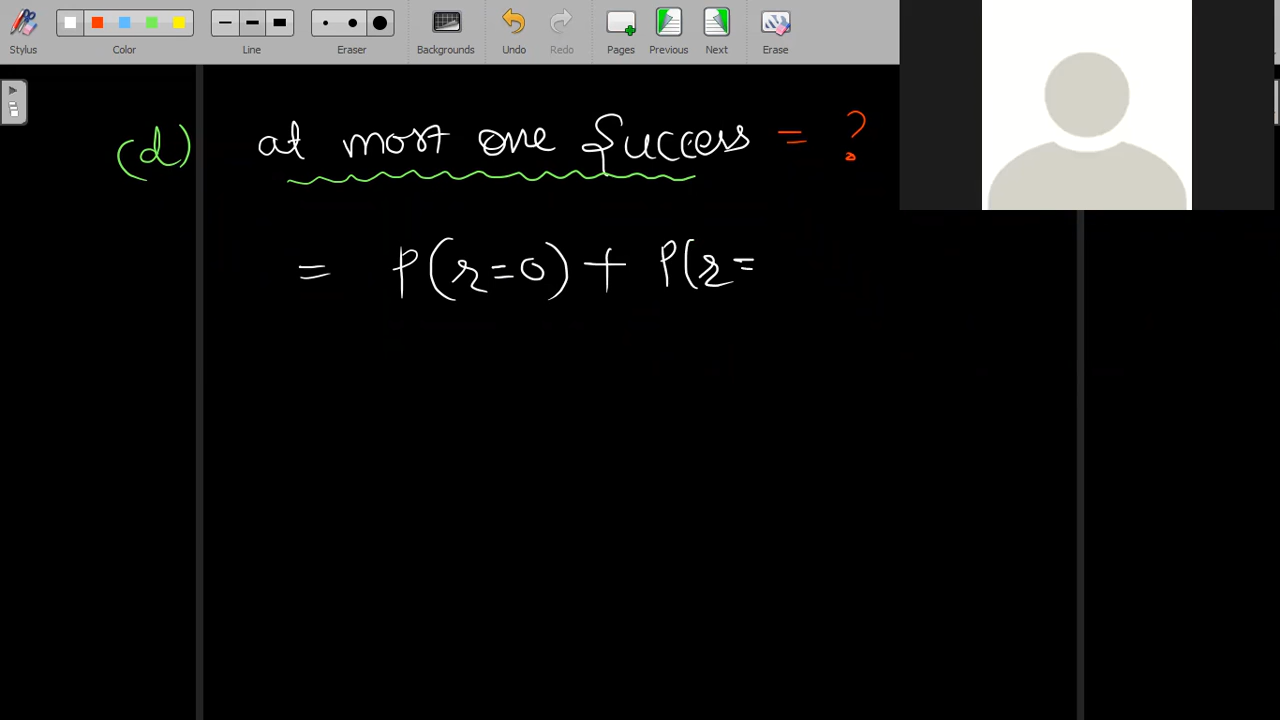 Stylus Color Line Eraser Backgrounds Undo Redo Pages Previous Next Erase
(d) at most one Success = ?
= P(r=0) + P(r=